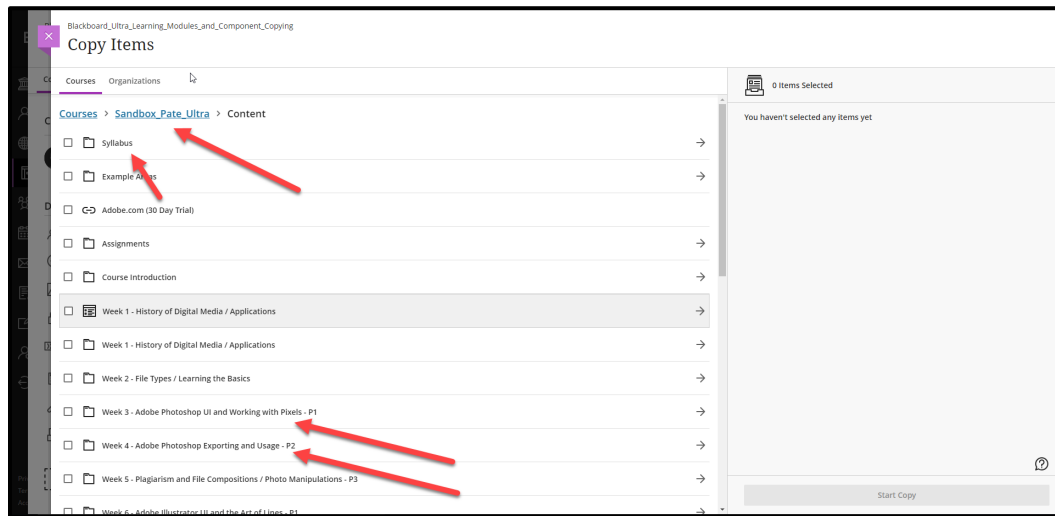 Blackboard_Ultra_Learning_Modules_and_Component_Copying
Copy Items
Courses Organizations
Courses > Sandbox_Pate_Ultra > Content
Syllabus
Example
Adobe.com (30 Day Trial)
Assignments
Course Introduction
Week 1 - History of Digital Media / Applications
Week 1 - History of Digital Media / Applications
Week 2 - File Types / Learning the Basics
Week 3 - Adobe Photoshop UI and Working with Pixels - P1
Week 4 - Adobe Photoshop Exporting and Usage - P2
Week 5 - Plagiarism and File Compositions / Photo Manipulations - P3
Week 6 - Adobe Illustrator UI and the Art of Lines - P1
0 Items Selected
You haven't selected any items yet
Start Copy